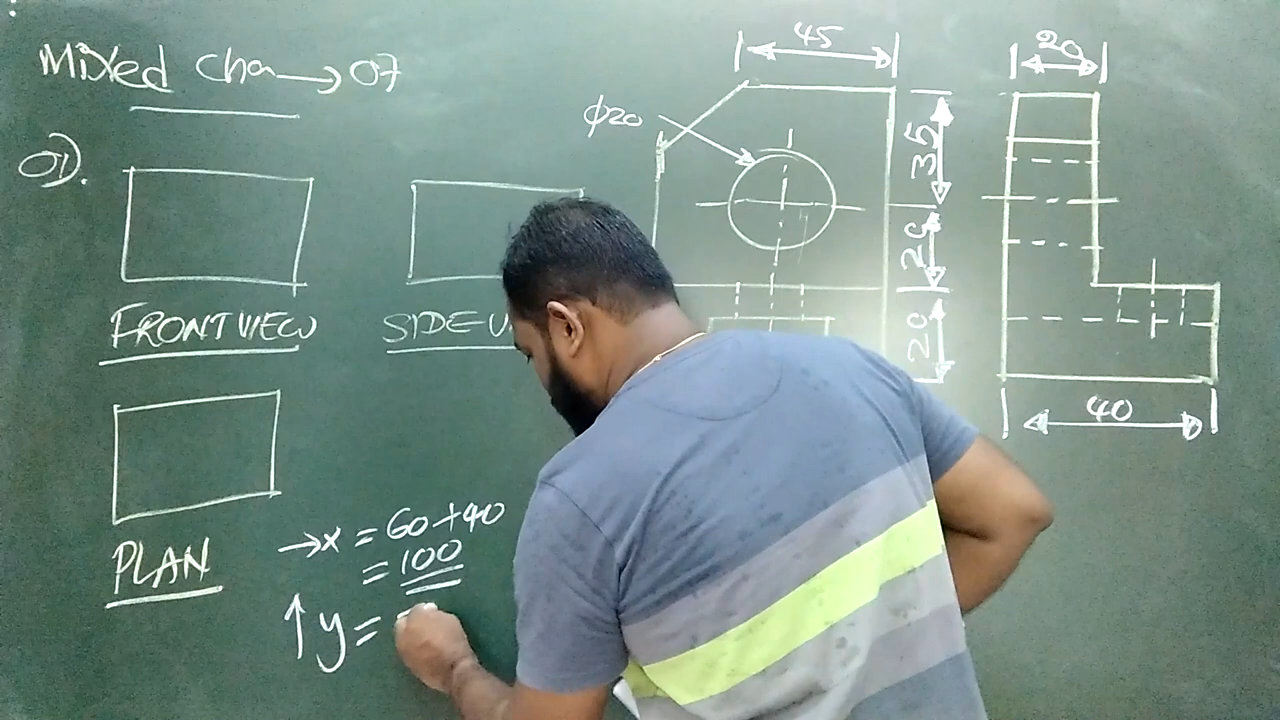 Mixed Cha → 07
01).
FRONT VIEW
SIDE-V
PLAN
→ x = 60+40
= 100
↑ y =
45
20
ϕ20
35
20
20
40